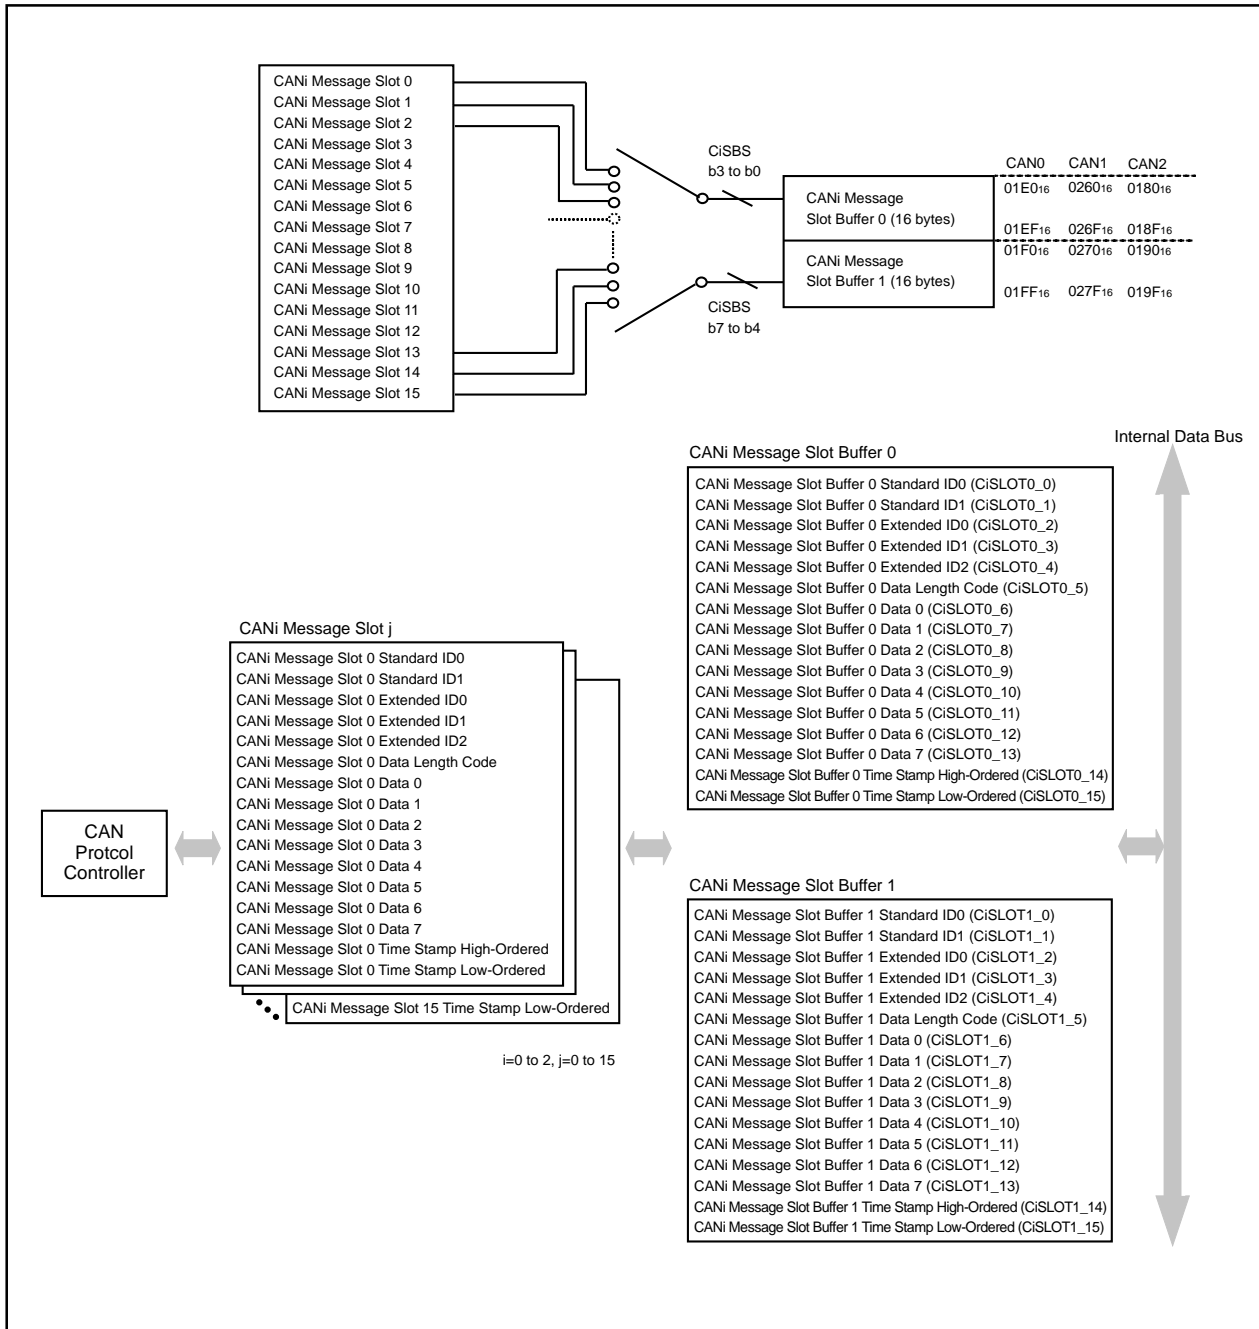 CANi Message Slot 0
CANi Message Slot 1
CANi Message Slot 2
CANi Message Slot 3
CANi Message Slot 4
CANi Message Slot 5
CANi Message Slot 6
CANi Message Slot 7
CANi Message Slot 8
CANi Message Slot 9
CANi Message Slot 10
CANi Message Slot 11
CANi Message Slot 12
CANi Message Slot 13
CANi Message Slot 14
CANi Message Slot 15
CiSBS
b3 to b0
CiSBS
b7 to b4
CANi Message
Slot Buffer 0 (16 bytes)
CANi Message
Slot Buffer 1 (16 bytes)
CAN0 CAN1 CAN2
01E016 026016 018016
01EF16 026F16 018F16
01F016 027016 019016
01FF16 027F16 019F16
Internal Data Bus
CANi Message Slot Buffer 0
CANi Message Slot Buffer 0 Standard ID0 (CiSLOT0_0)
CANi Message Slot Buffer 0 Standard ID1 (CiSLOT0_1)
CANi Message Slot Buffer 0 Extended ID0 (CiSLOT0_2)
CANi Message Slot Buffer 0 Extended ID1 (CiSLOT0_3)
CANi Message Slot Buffer 0 Extended ID2 (CiSLOT0_4)
CANi Message Slot Buffer 0 Data Length Code (CiSLOT0_5)
CANi Message Slot Buffer 0 Data 0 (CiSLOT0_6)
CANi Message Slot Buffer 0 Data 1 (CiSLOT0_7)
CANi Message Slot Buffer 0 Data 2 (CiSLOT0_8)
CANi Message Slot Buffer 0 Data 3 (CiSLOT0_9)
CANi Message Slot Buffer 0 Data 4 (CiSLOT0_10)
CANi Message Slot Buffer 0 Data 5 (CiSLOT0_11)
CANi Message Slot Buffer 0 Data 6 (CiSLOT0_12)
CANi Message Slot Buffer 0 Data 7 (CiSLOT0_13)
CANi Message Slot Buffer 0 Time Stamp High-Ordered (CiSLOT0_14)
CANi Message Slot Buffer 0 Time Stamp Low-Ordered (CiSLOT0_15)
CANi Message Slot j
CANi Message Slot 0 Standard ID0
CANi Message Slot 0 Standard ID1
CANi Message Slot 0 Extended ID0
CANi Message Slot 0 Extended ID1
CANi Message Slot 0 Extended ID2
CANi Message Slot 0 Data Length Code
CANi Message Slot 0 Data 0
CANi Message Slot 0 Data 1
CANi Message Slot 0 Data 2
CANi Message Slot 0 Data 3
CANi Message Slot 0 Data 4
CANi Message Slot 0 Data 5
CANi Message Slot 0 Data 6
CANi Message Slot 0 Data 7
CANi Message Slot 0 Time Stamp High-Ordered
CANi Message Slot 0 Time Stamp Low-Ordered
CANi Message Slot 15 Time Stamp Low-Ordered
CAN
Protcol
Controller
i=0 to 2, j=0 to 15
CANi Message Slot Buffer 1
CANi Message Slot Buffer 1 Standard ID0 (CiSLOT1_0)
CANi Message Slot Buffer 1 Standard ID1 (CiSLOT1_1)
CANi Message Slot Buffer 1 Extended ID0 (CiSLOT1_2)
CANi Message Slot Buffer 1 Extended ID1 (CiSLOT1_3)
CANi Message Slot Buffer 1 Extended ID2 (CiSLOT1_4)
CANi Message Slot Buffer 1 Data Length Code (CiSLOT1_5)
CANi Message Slot Buffer 1 Data 0 (CiSLOT1_6)
CANi Message Slot Buffer 1 Data 1 (CiSLOT1_7)
CANi Message Slot Buffer 1 Data 2 (CiSLOT1_8)
CANi Message Slot Buffer 1 Data 3 (CiSLOT1_9)
CANi Message Slot Buffer 1 Data 4 (CiSLOT1_10)
CANi Message Slot Buffer 1 Data 5 (CiSLOT1_11)
CANi Message Slot Buffer 1 Data 6 (CiSLOT1_12)
CANi Message Slot Buffer 1 Data 7 (CiSLOT1_13)
CANi Message Slot Buffer 1 Time Stamp High-Ordered (CiSLOT1_14)
CANi Message Slot Buffer 1 Time Stamp Low-Ordered (CiSLOT1_15)